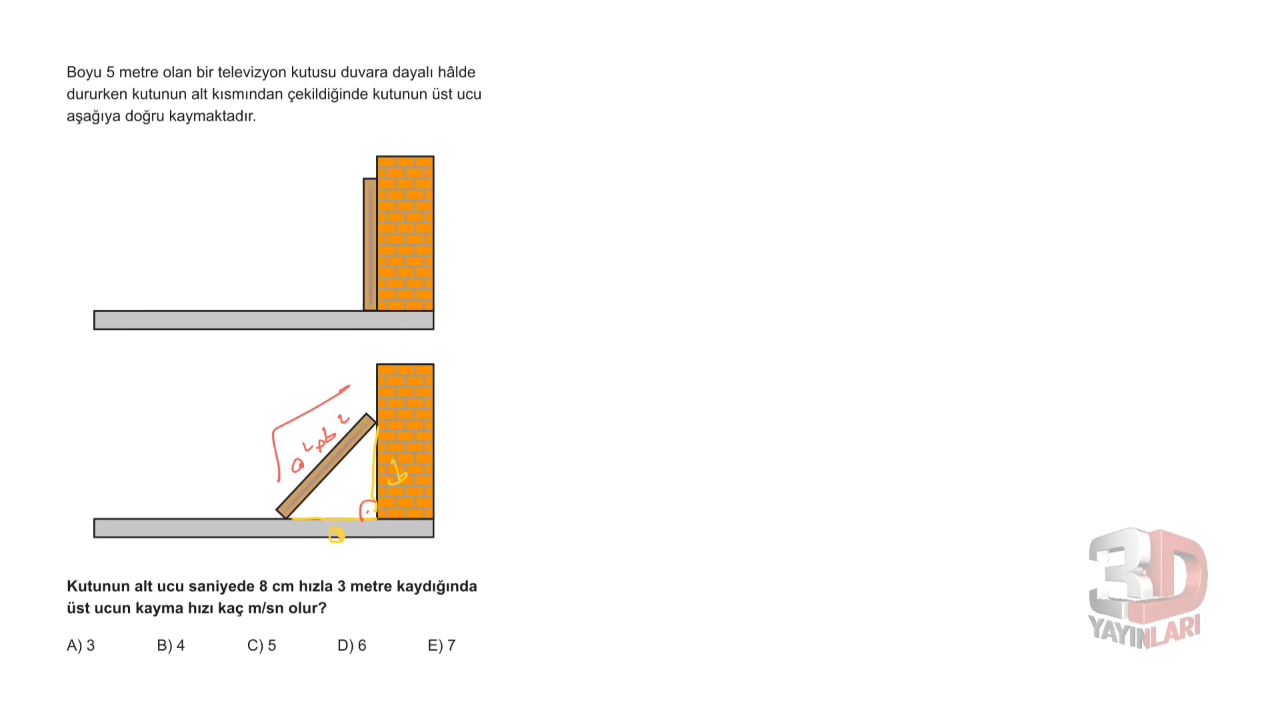 Boyu 5 metre olan bir televizyon kutusu duvara dayalı hâlde
dururken kutunun alt kısmından çekildiğinde kutunun üst ucu
aşağıya doğru kaymaktadır.
a² + b²
b
a
Kutunun alt ucu saniyede 8 cm hızla 3 metre kaydığında
üst ucun kayma hızı kaç m/sn olur?
A) 3 B) 4 C) 5 D) 6 E) 7
3D
YAYINLARI